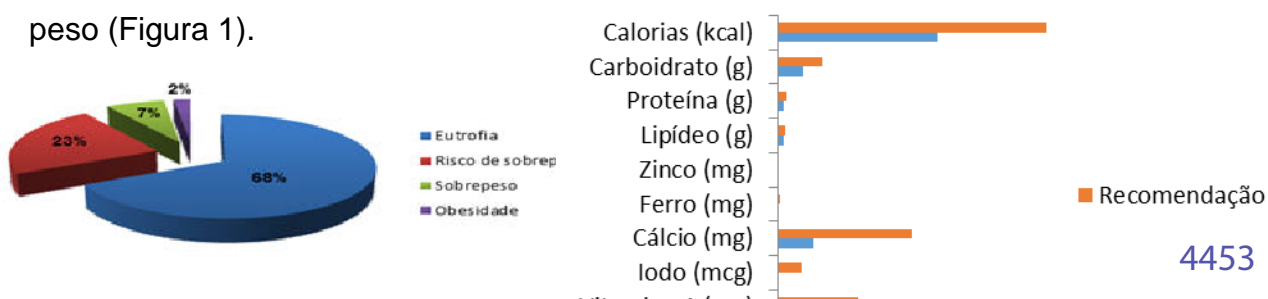 peso (Figura 1).
2%
7%
23%
68%
Eutrofia
Risco de sobrep
Sobrepeso
Obesidade
Calorias (kcal)
Carboidrato (g)
Proteína (g)
Lipídeo (g)
Zinco (mg)
Ferro (mg)
Cálcio (mg)
Iodo (mcg)
Recomendação
4453